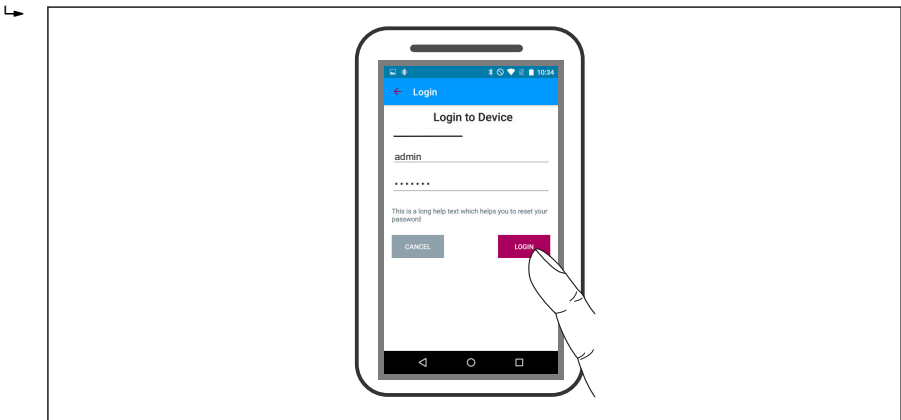 10:34
Login
Login to Device
admin
•••••••
This is a long help text which helps you to reset your
password
CANCEL
LOGIN